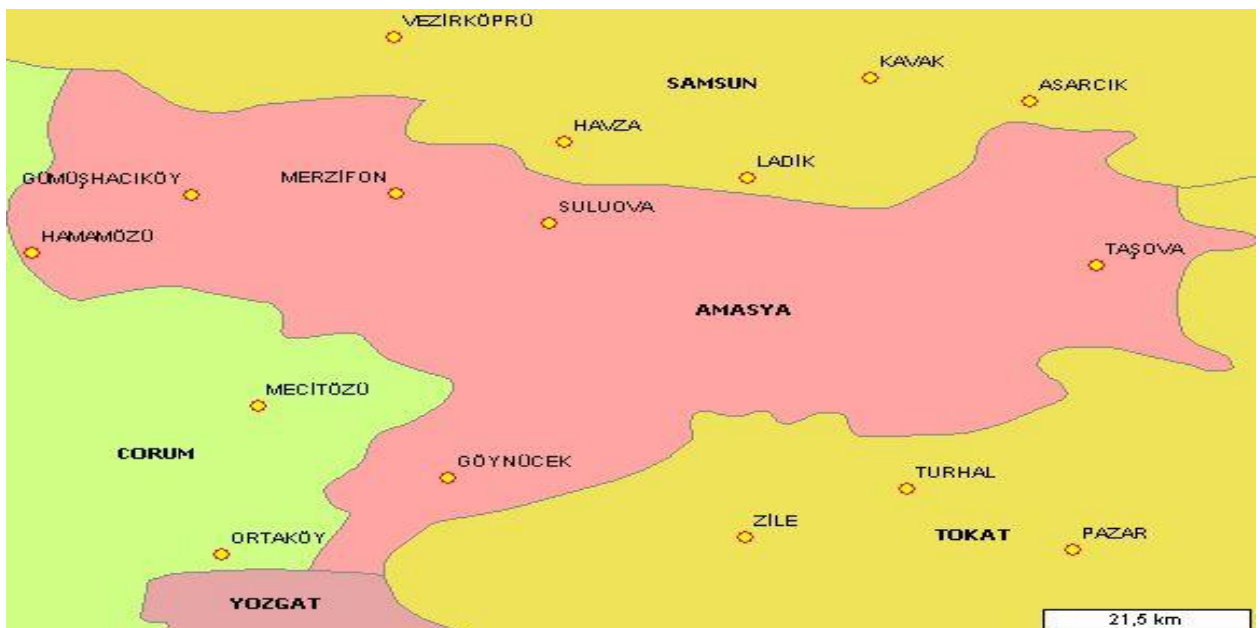 VEZİRKÖPRÜ
KAVAK
SAMSUN
ASARCIK
HAVZA
LADİK
GÜMÜŞHACIKÖY
MERZİFON
SULUOVA
HAMAMÖZÜ
TAŞOVA
AMASYA
MECİTÖZÜ
CORUM
GÖYNÜCEK
TURHAL
ZİLE
TOKAT
PAZAR
ORTAKÖY
YOZGAT
21,5 km